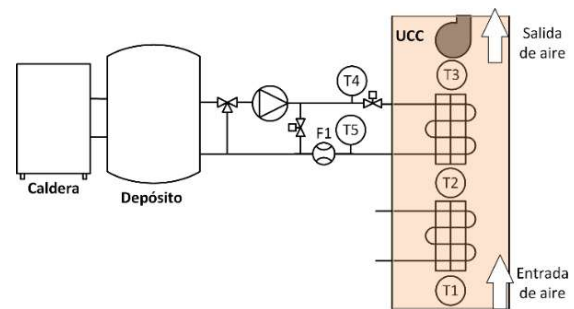 UCC
Salida
de aire
T3
T4
F1
T5
T2
Caldera
Depósito
T1
Entrada
de aire